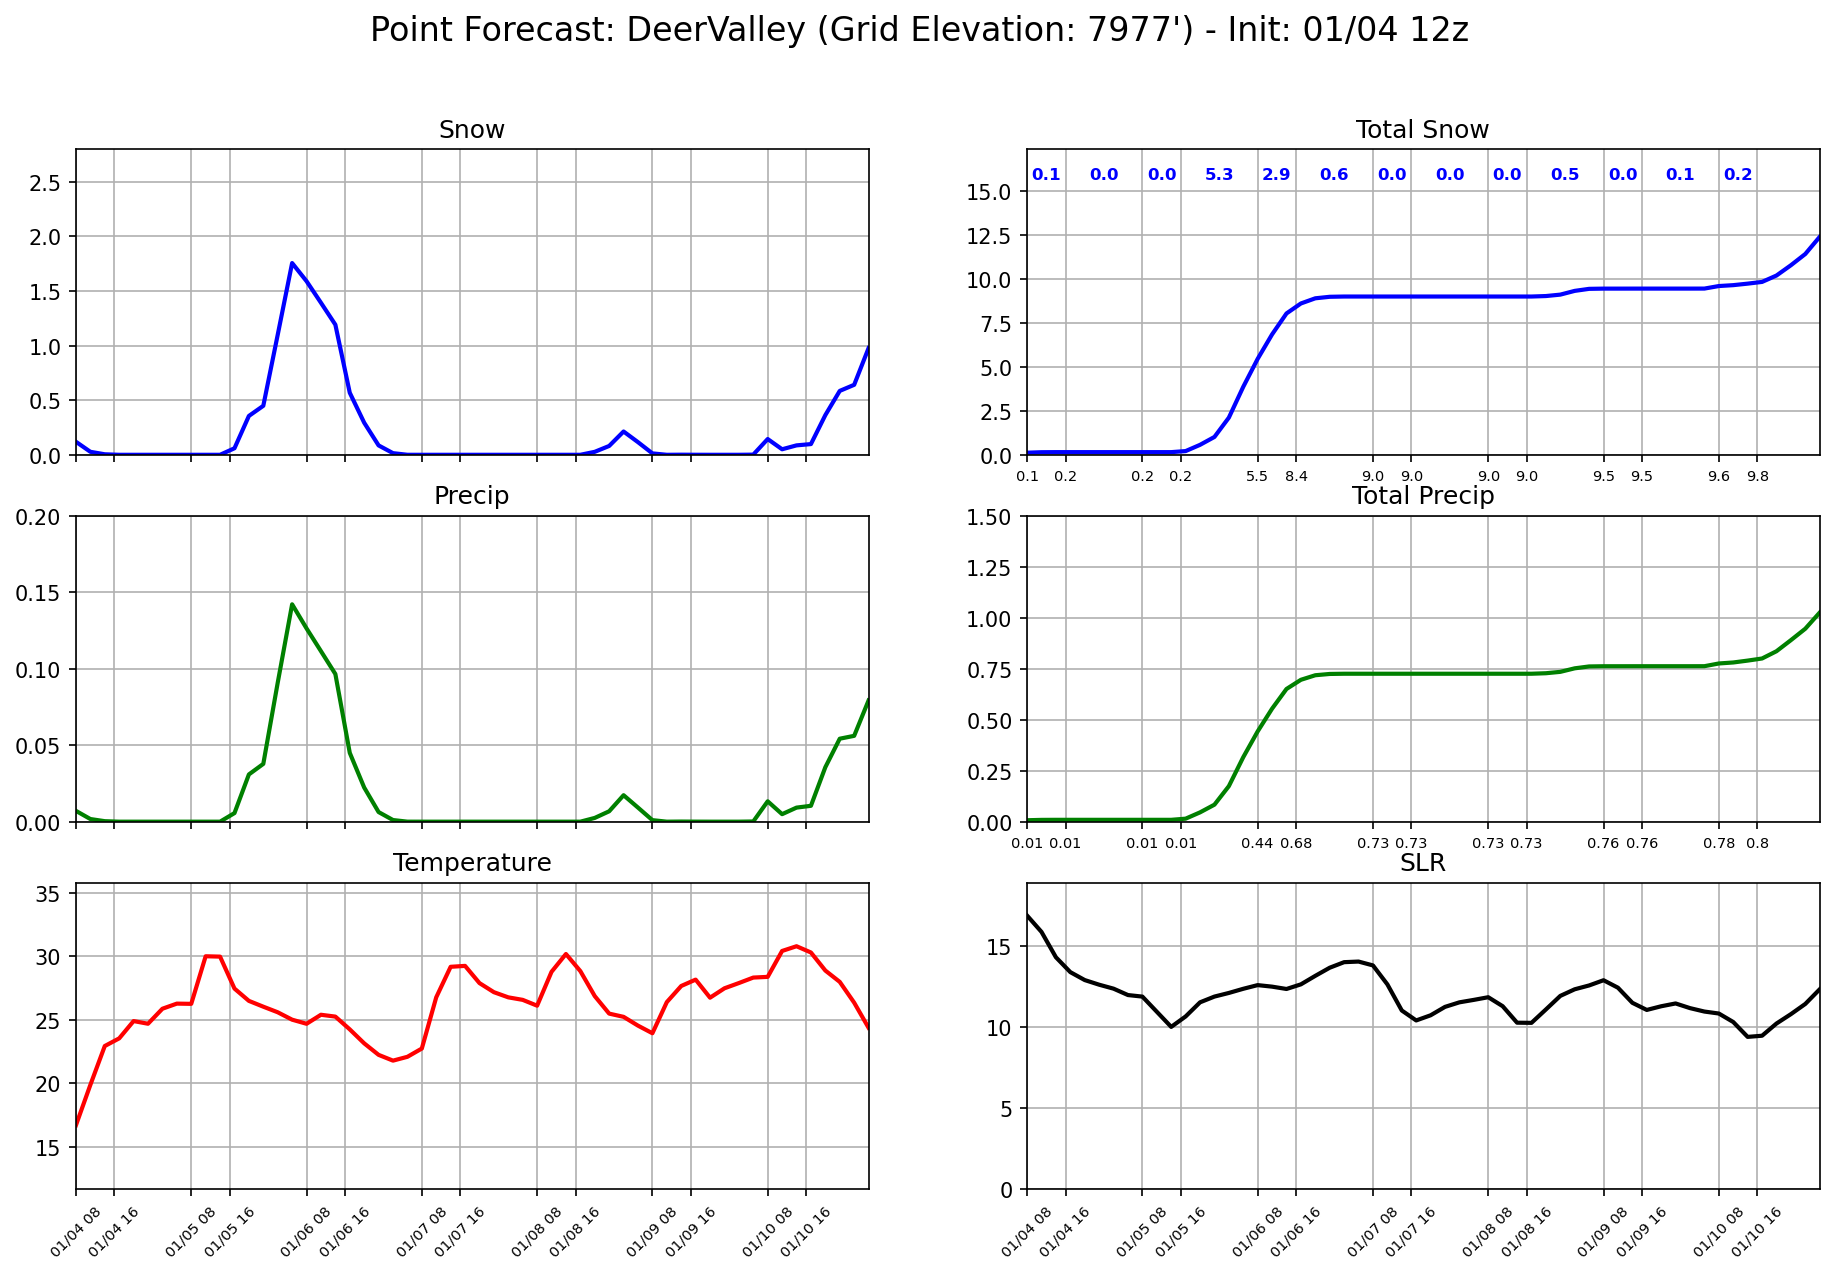 Point Forecast: DeerValley (Grid Elevation: 7977') - Init: 01/04 12z
Snow
2.5
2.0
1.5
1.0
0.5
0.0
Total Snow
0.1 0.0 0.0 5.3 2.9 0.6 0.0 0.0 0.0 0.5 0.0 0.1 0.2
15.0
12.5
10.0
7.5
5.0
2.5
0.0
0.1 0.2 0.2 0.2 5.5 8.4 9.0 9.0 9.0 9.0 9.5 9.5 9.6 9.8
Precip
0.20
0.15
0.10
0.05
0.00
Total Precip
1.50
1.25
1.00
0.75
0.50
0.25
0.00
0.01 0.01 0.01 0.01 0.44 0.68 0.73 0.73 0.73 0.73 0.76 0.76 0.78 0.8
Temperature
35
30
25
20
15
01/04 08 01/04 16 01/05 08 01/05 16 01/06 08 01/06 16 01/07 08 01/07 16 01/08 08 01/08 16 01/09 08 01/09 16 01/10 08 01/10 16
SLR
15
10
5
0
01/04 08 01/04 16 01/05 08 01/05 16 01/06 08 01/06 16 01/07 08 01/07 16 01/08 08 01/08 16 01/09 08 01/09 16 01/10 08 01/10 16